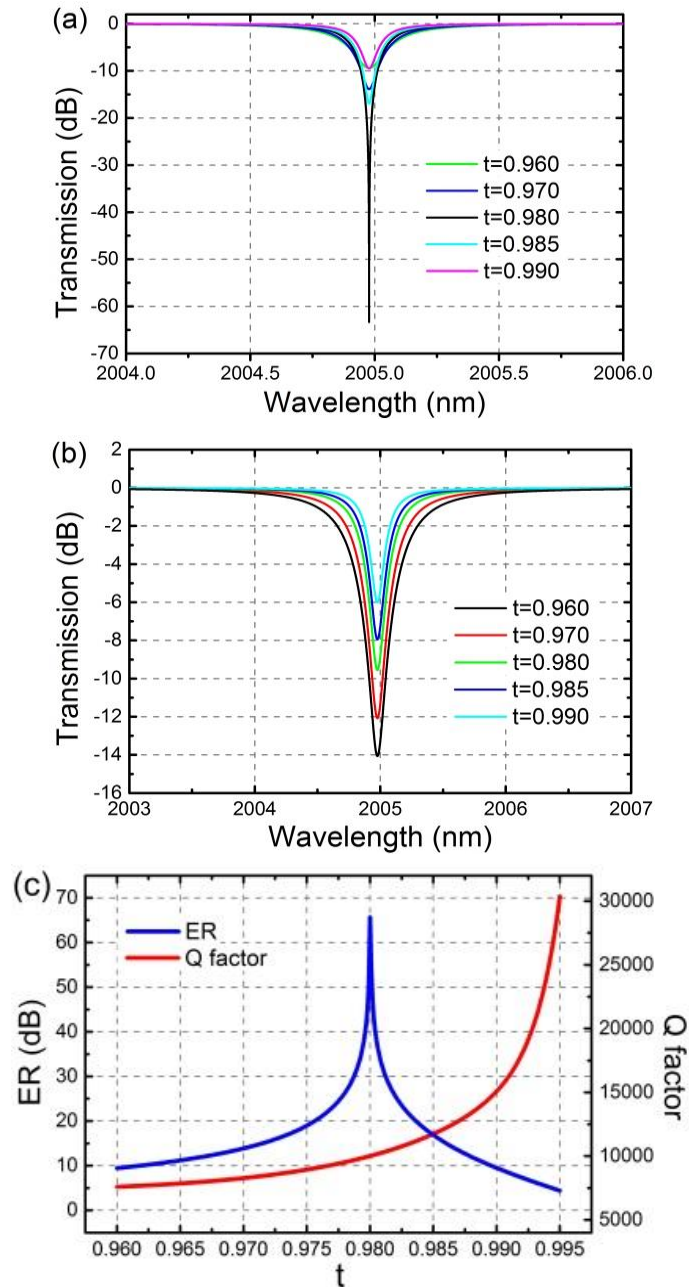 (a)
0
-10
-20
-30
-40
-50
-60
-70
Transmission (dB)
t=0.960
t=0.970
t=0.980
t=0.985
t=0.990
2004.0 2004.5 2005.0 2005.5 2006.0
Wavelength (nm)
(b)
2
0
-2
-4
-6
-8
-10
-12
-14
-16
Transmission (dB)
t=0.960
t=0.970
t=0.980
t=0.985
t=0.990
2003 2004 2005 2006 2007
Wavelength (nm)
(c)
70
60
50
40
30
20
10
0
ER (dB)
ER
Q factor
30000
25000
20000
15000
10000
5000
Q factor
0.960 0.965 0.970 0.975 0.980 0.985 0.990 0.995
t